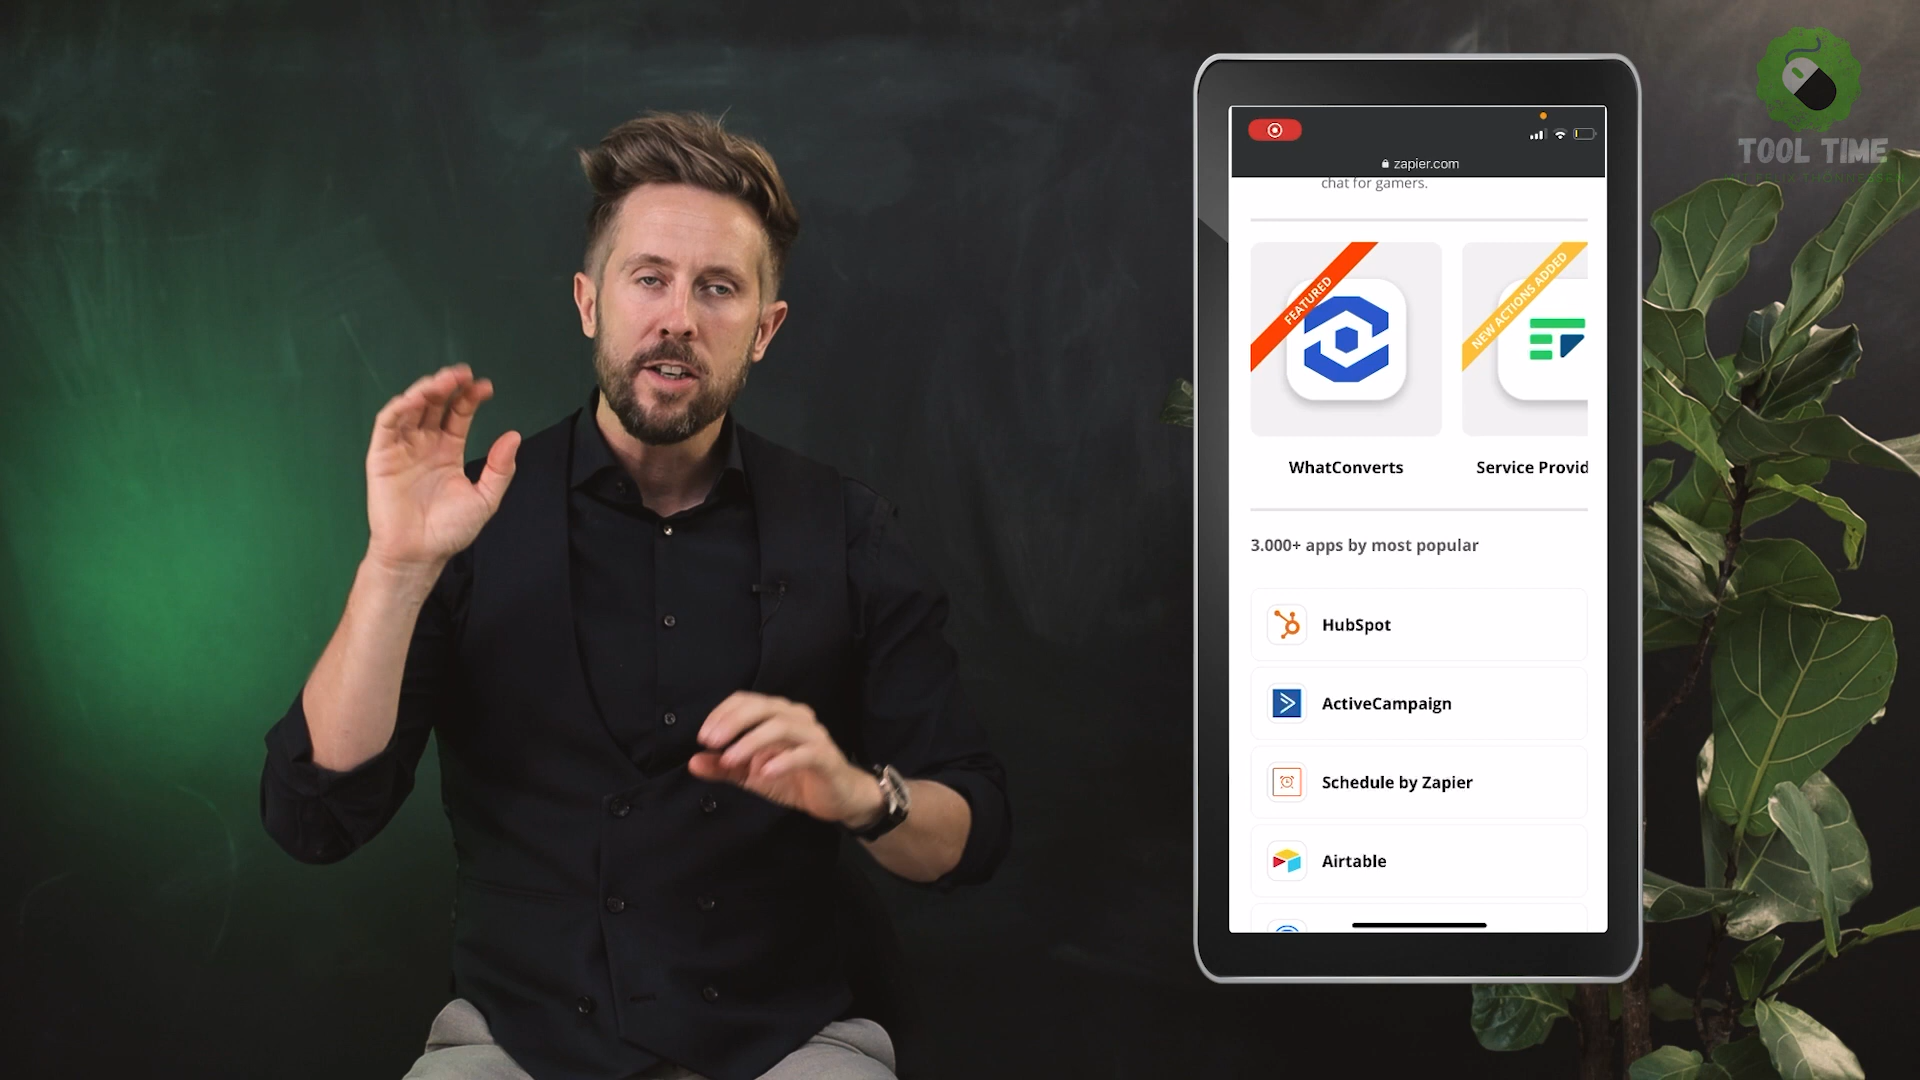 TOOL TIME
zapier.com
chat for gamers.
FEATURED
NEW ACTIONS ADDED
WhatConverts
Service Provid
3.000+ apps by most popular
HubSpot
ActiveCampaign
Schedule by Zapier
Airtable